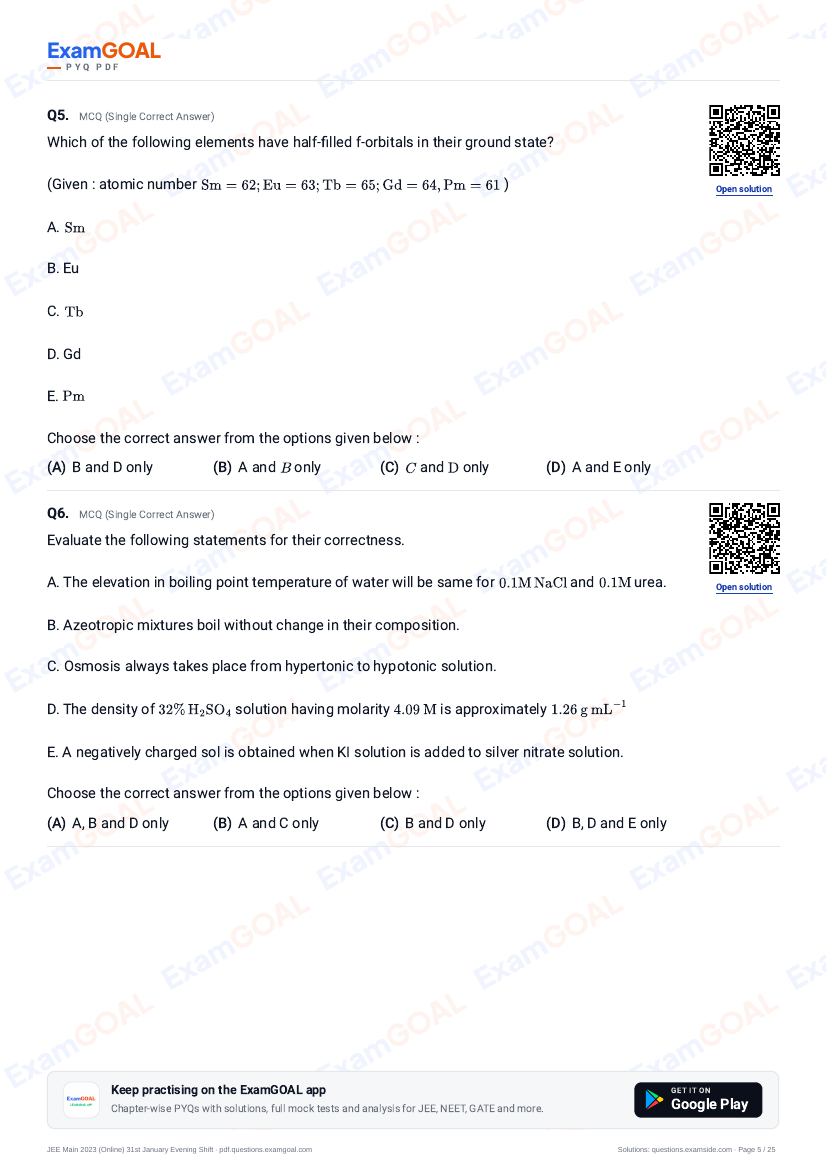 ExamGOAL
PYQ PDF
Q5. MCQ (Single Correct Answer)
Which of the following elements have half-filled f-orbitals in their ground state?
Open solution
(Given : atomic number Sm = 62; Eu = 63; Tb = 65; Gd = 64, Pm = 61 )
A. Sm
B. Eu
C. Tb
D. Gd
E. Pm
Choose the correct answer from the options given below :
(A) B and D only (B) A and B only (C) C and D only (D) A and E only
Q6. MCQ (Single Correct Answer)
Evaluate the following statements for their correctness.
A. The elevation in boiling point temperature of water will be same for 0.1M NaCl and 0.1M urea.
Open solution
B. Azeotropic mixtures boil without change in their composition.
C. Osmosis always takes place from hypertonic to hypotonic solution.
D. The density of 32% H₂SO₄ solution having molarity 4.09 M is approximately 1.26 g mL⁻¹
E. A negatively charged sol is obtained when KI solution is added to silver nitrate solution.
Choose the correct answer from the options given below :
(A) A, B and D only (B) A and C only (C) B and D only (D) B, D and E only
ExamGOAL
Keep practising on the ExamGOAL app
Chapter-wise PYQs with solutions, full mock tests and analysis for JEE, NEET, GATE and more.
GET IT ON
Google Play
JEE Main 2023 (Online) 31st January Evening Shift · pdf.questions.examgoal.com
Solutions: questions.examside.com · Page 5 / 25